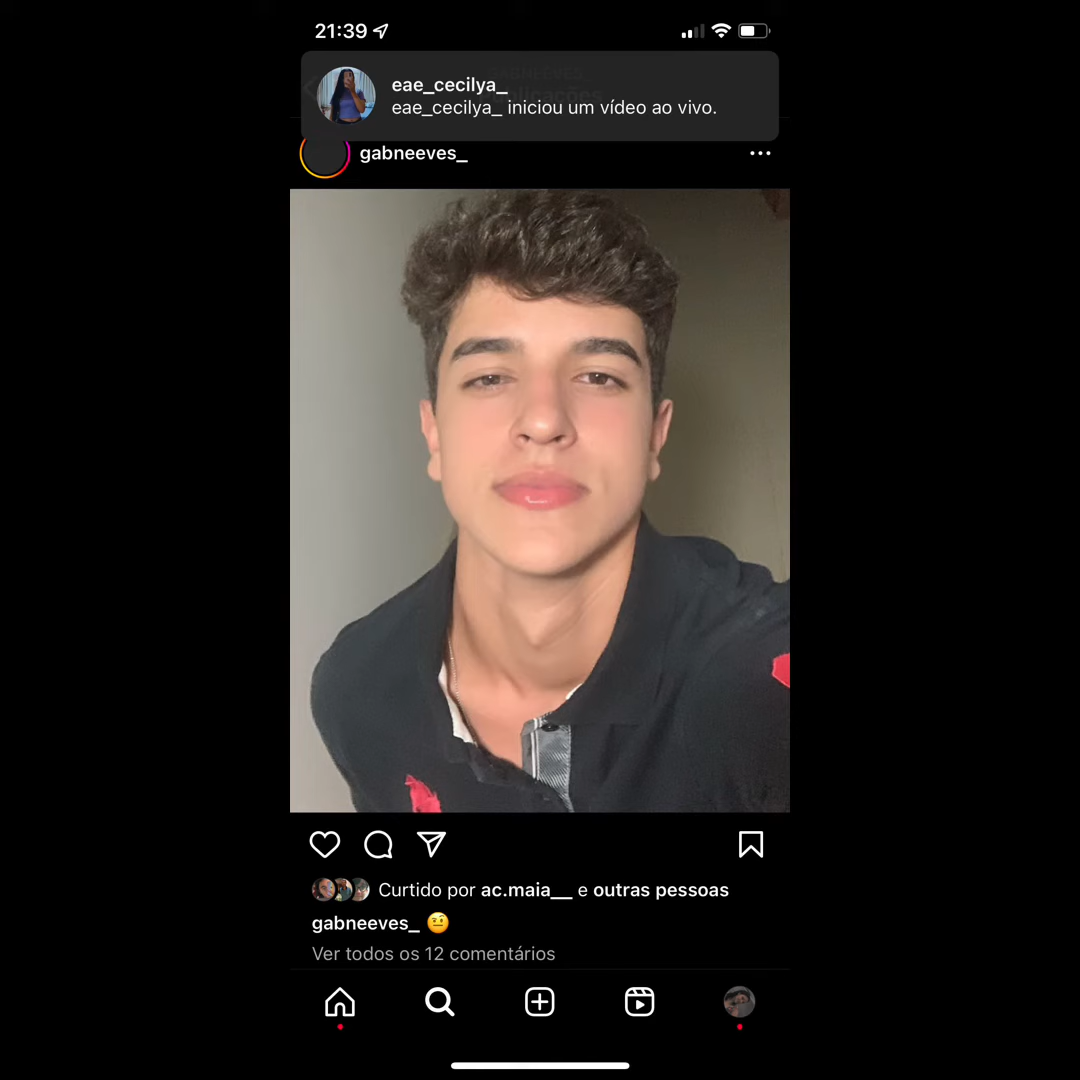 21:39
eae_cecilya_
eae_cecilya_ iniciou um vídeo ao vivo.
gabneeves_
Curtido por ac.maia__ e outras pessoas
gabneeves_ 🤨
Ver todos os 12 comentários